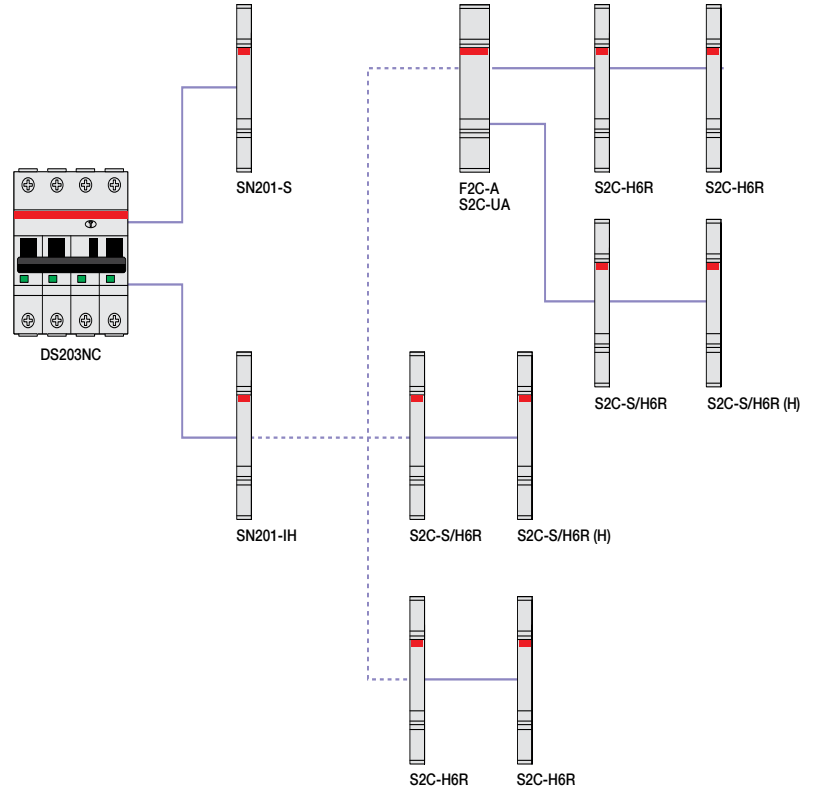 SN201-S
F2C-A
S2C-UA
S2C-H6R
S2C-H6R
DS203NC
S2C-S/H6R
S2C-S/H6R (H)
SN201-IH
S2C-S/H6R
S2C-S/H6R (H)
S2C-H6R
S2C-H6R